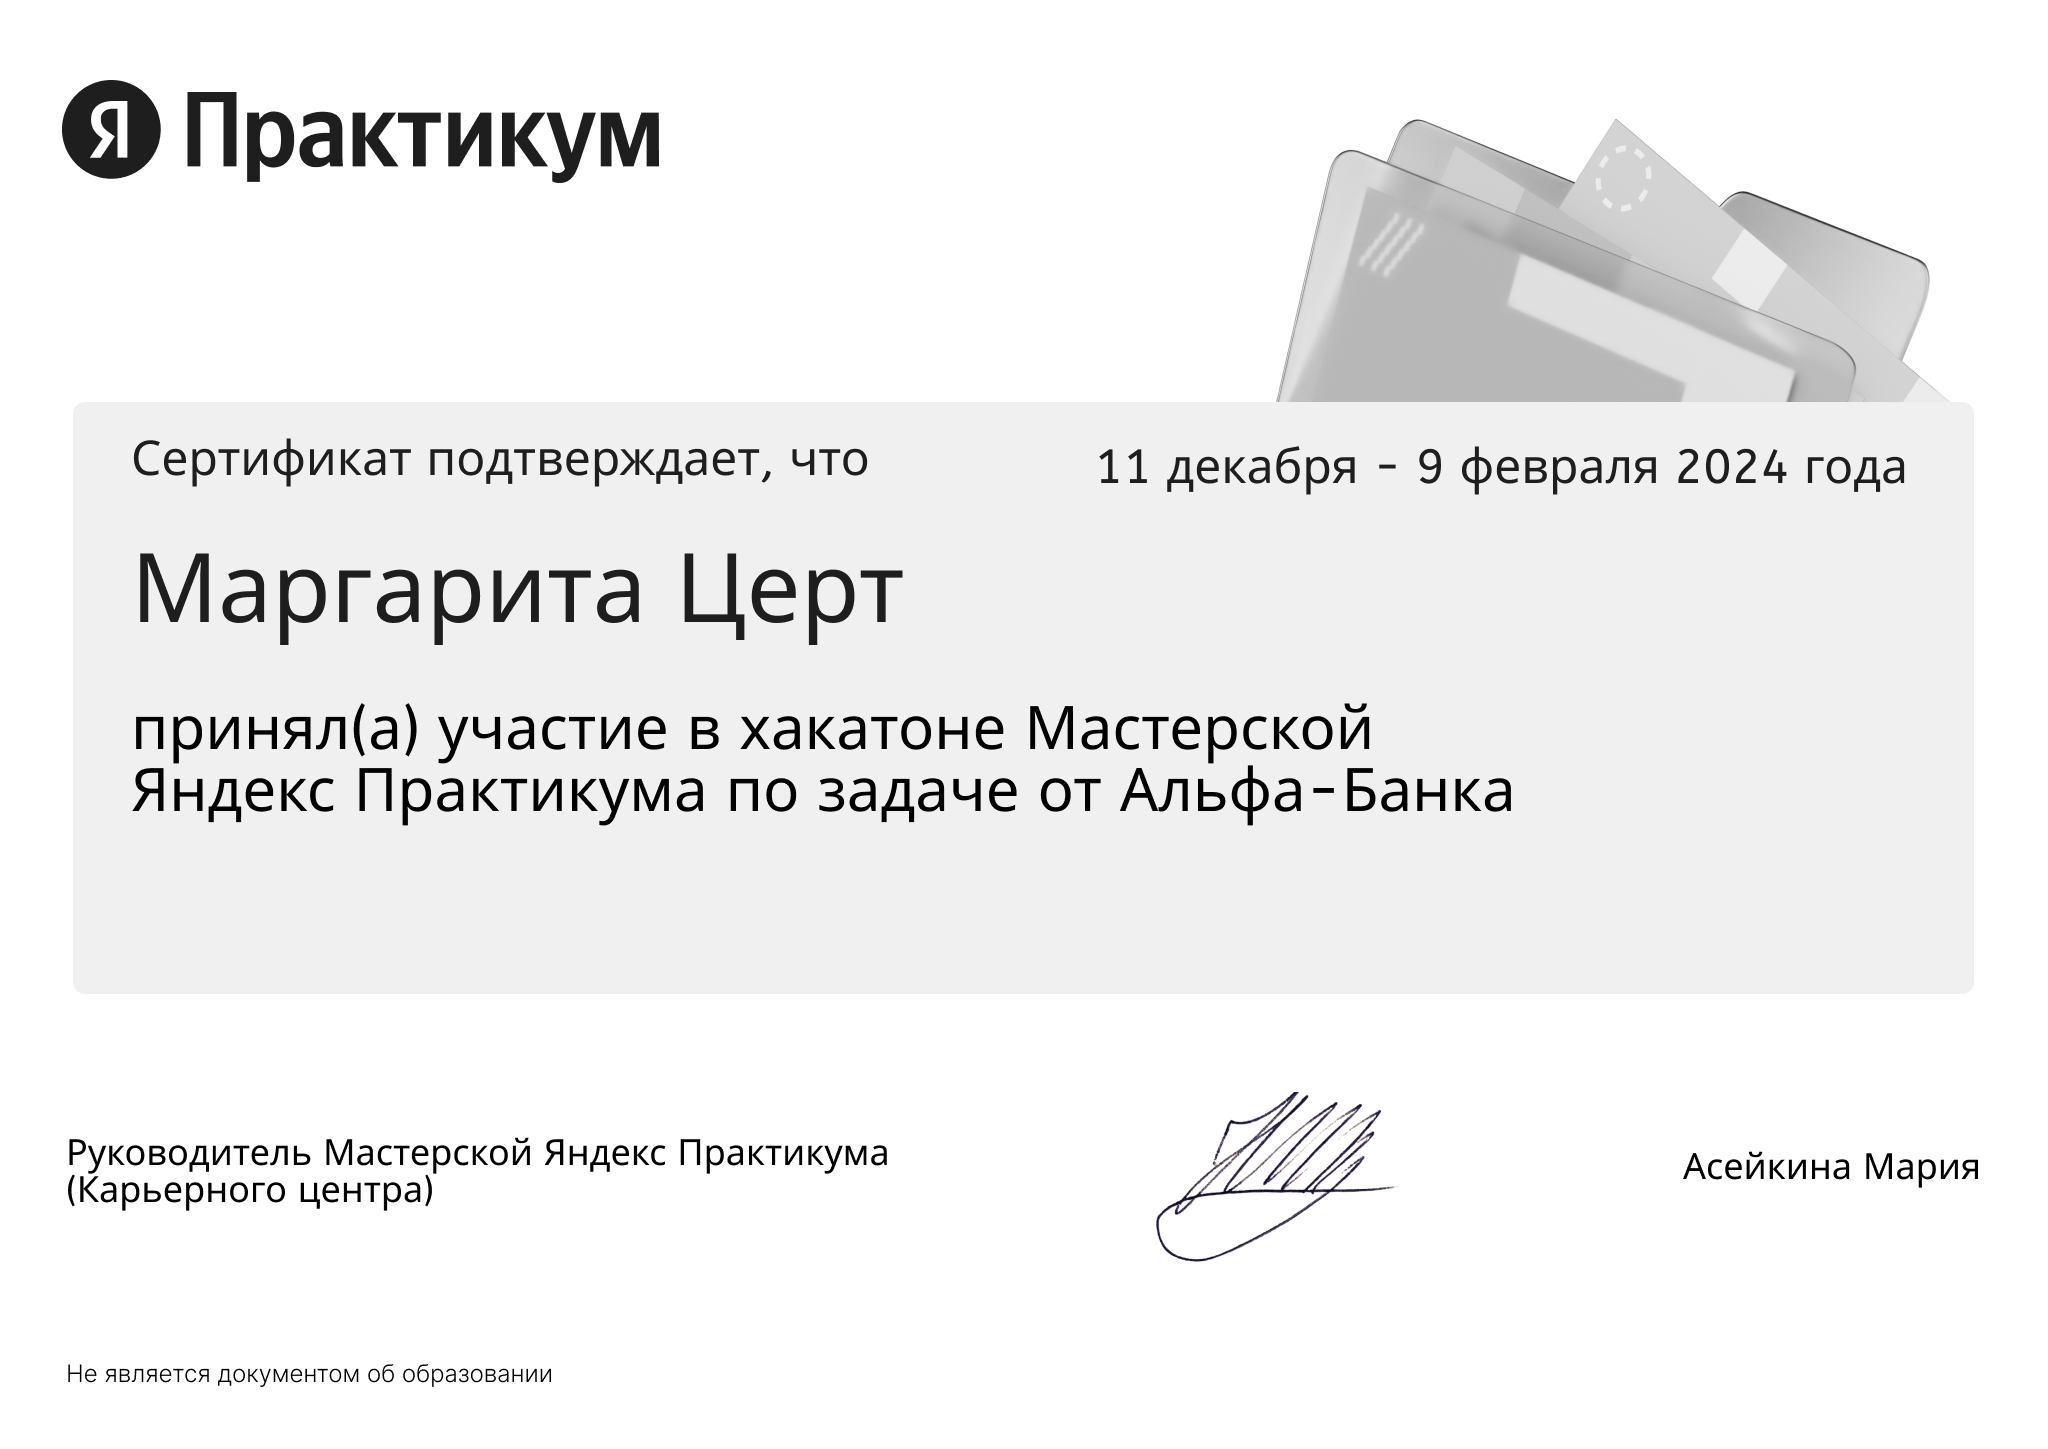 Я Практикум
Сертификат подтверждает, что
11 декабря - 9 февраля 2024 года
Маргарита Церт
принял(а) участие в хакатоне Мастерской
Яндекс Практикума по задаче от Альфа-Банка
Руководитель Мастерской Яндекс Практикума
(Карьерного центра)
Асейкина Мария
Не является документом об образовании